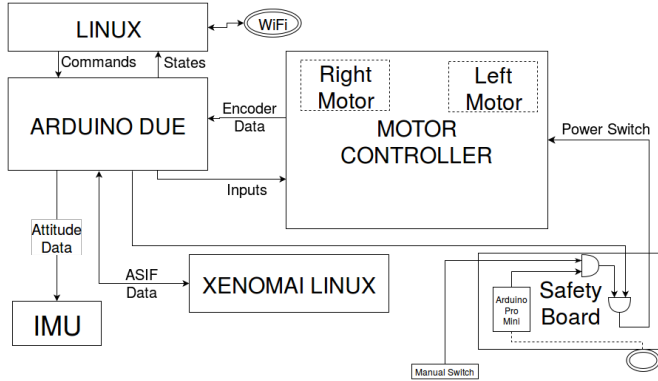 LINUX
WiFi
Commands
States
Right
Motor
Left
Motor
ARDUINO DUE
Encoder
Data
MOTOR
CONTROLLER
Power Switch
Inputs
Attitude
Data
ASIF
Data
XENOMAI LINUX
IMU
Arduino
Pro
Mini
Safety
Board
Manual Switch